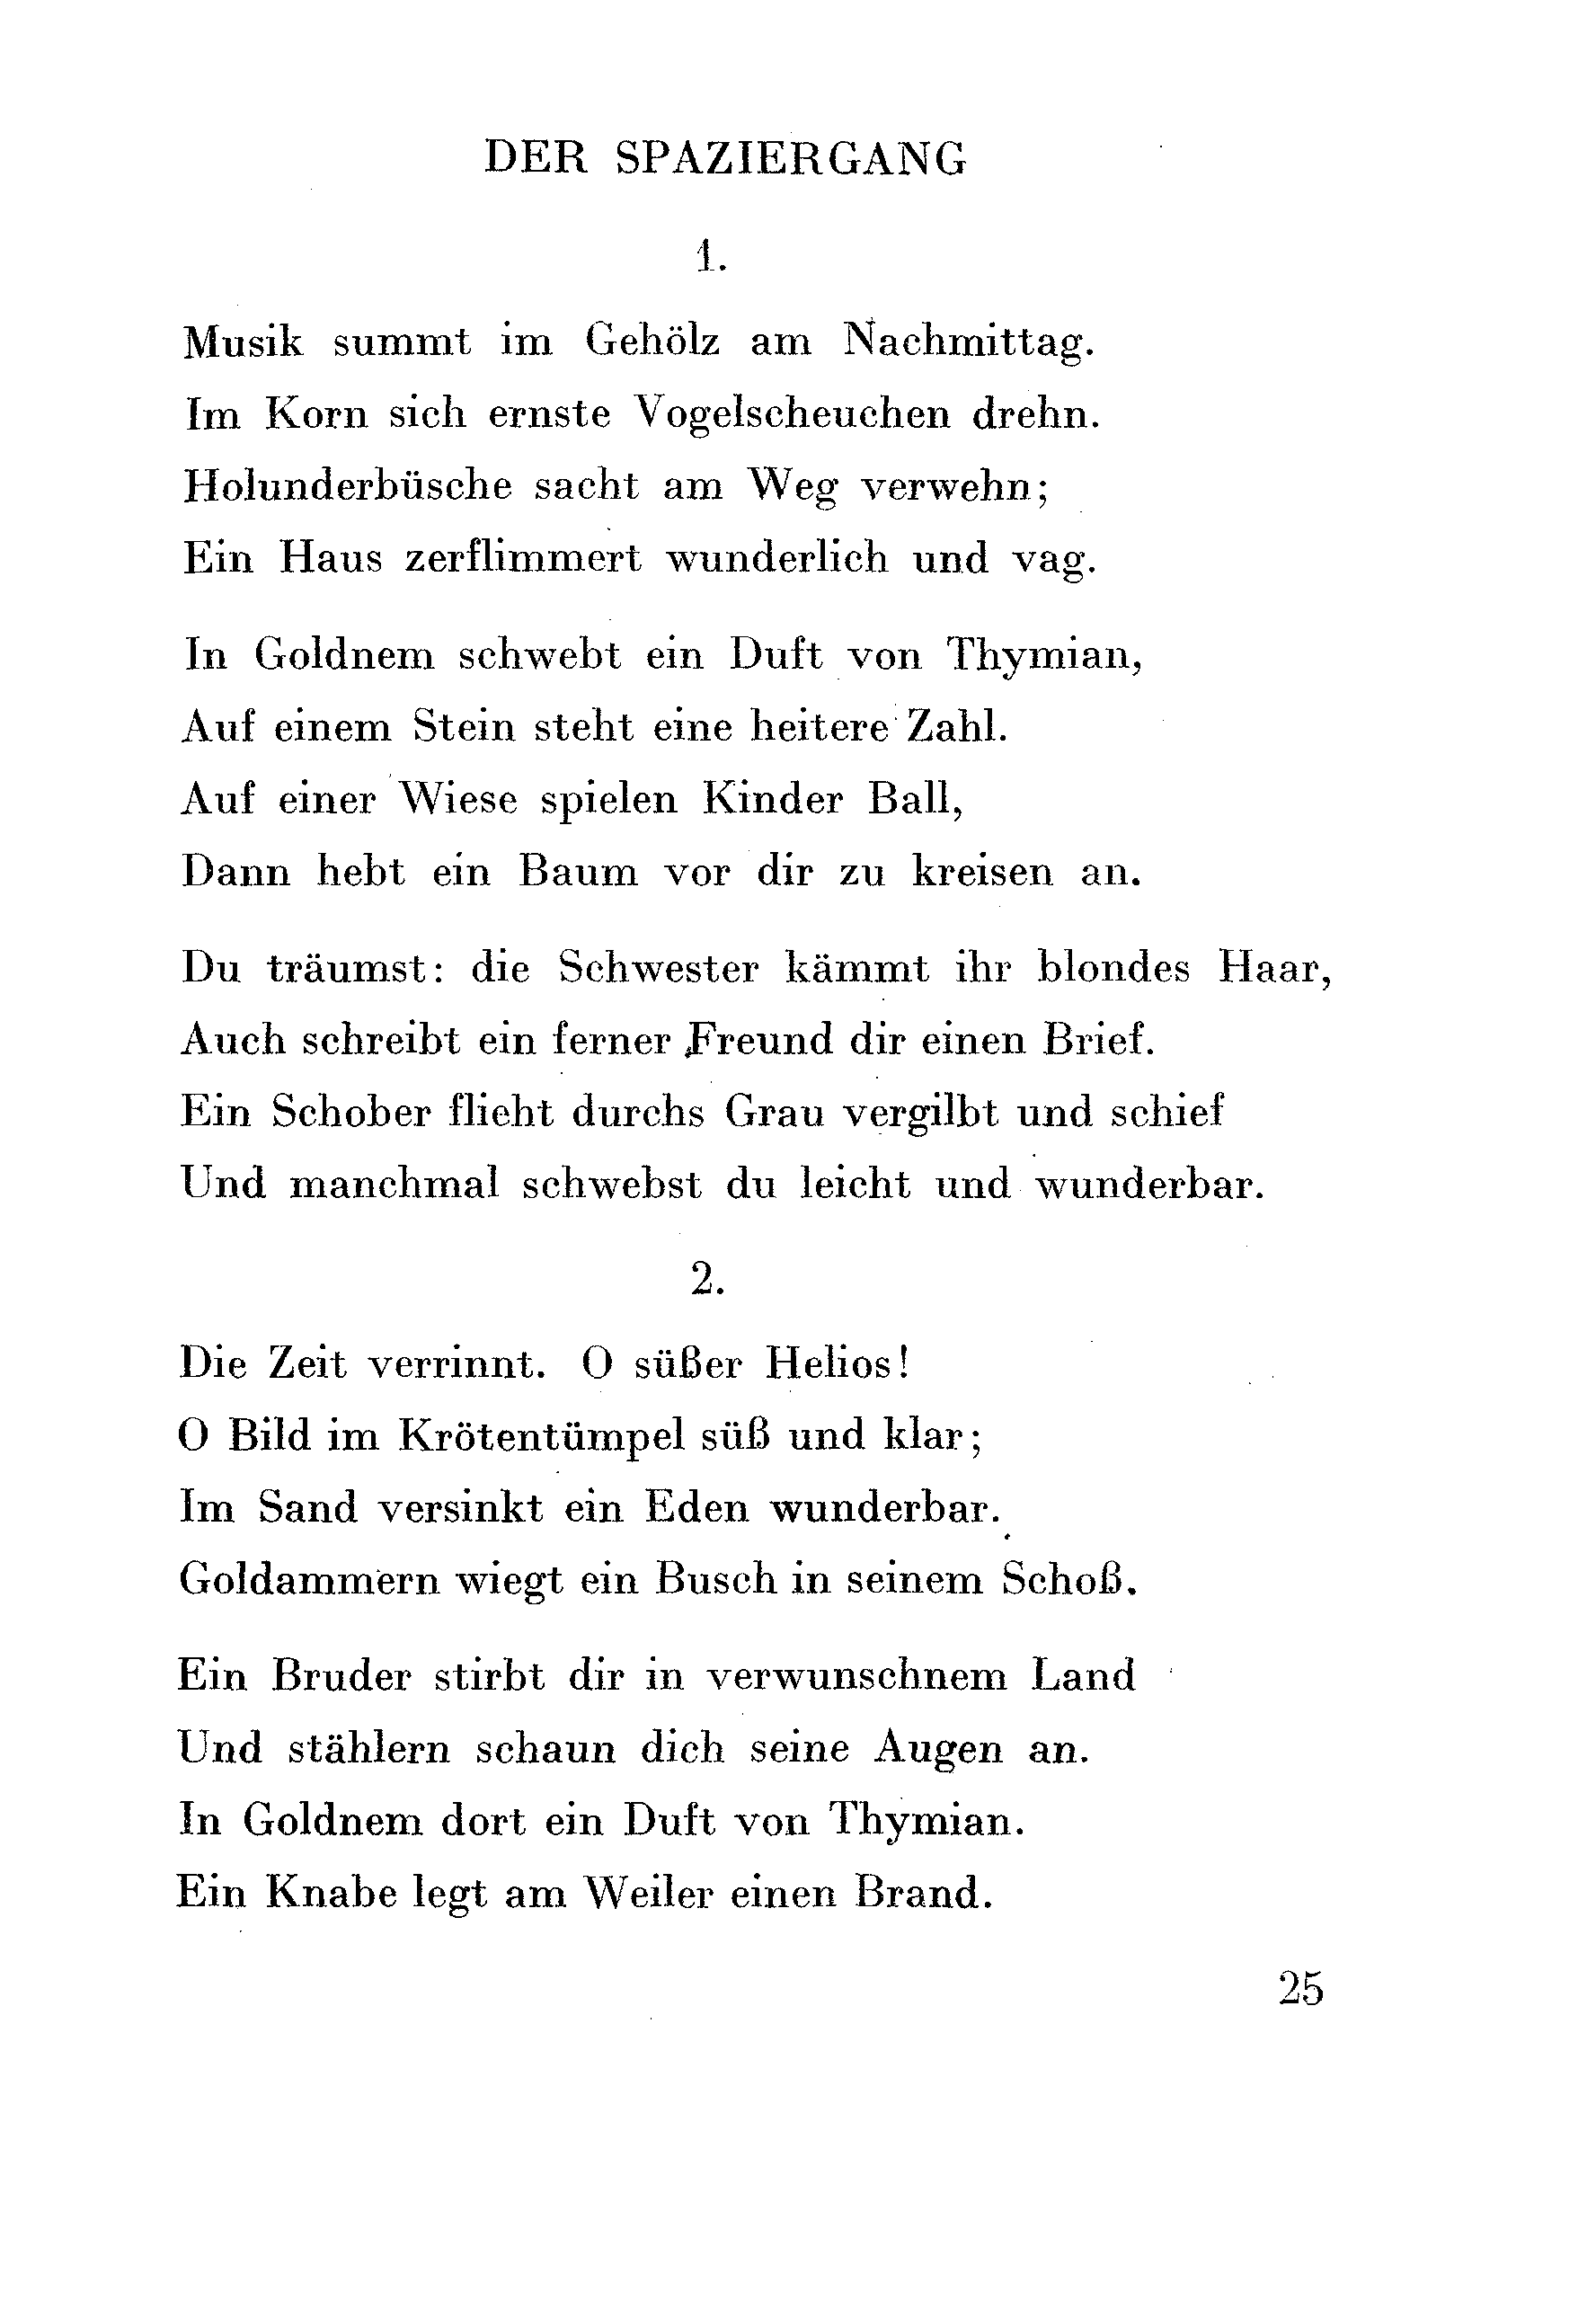 DER SPAZIERGANG
1.
Musik summt im Gehölz am Nachmittag.
Im Korn sich ernste Vogelscheuchen drehn.
Holunderbüsche sacht am Weg verwehn;
Ein Haus zerflimmert wunderlich und vag.
In Goldnem schwebt ein Duft von Thymian,
Auf einem Stein steht eine heitere Zahl.
Auf einer Wiese spielen Kinder Ball,
Dann hebt ein Baum vor dir zu kreisen an.
Du träumst: die Schwester kämmt ihr blondes Haar,
Auch schreibt ein ferner Freund dir einen Brief.
Ein Schober flieht durchs Grau vergilbt und schief
Und manchmal schwebst du leicht und wunderbar.
2.
Die Zeit verrinnt. O süßer Helios!
O Bild im Krötentümpel süß und klar;
Im Sand versinkt ein Eden wunderbar.
Goldammern wiegt ein Busch in seinem Schoß.
Ein Bruder stirbt dir in verwunschnem Land
Und stählern schaun dich seine Augen an.
In Goldnem dort ein Duft von Thymian.
Ein Knabe legt am Weiler einen Brand.
25